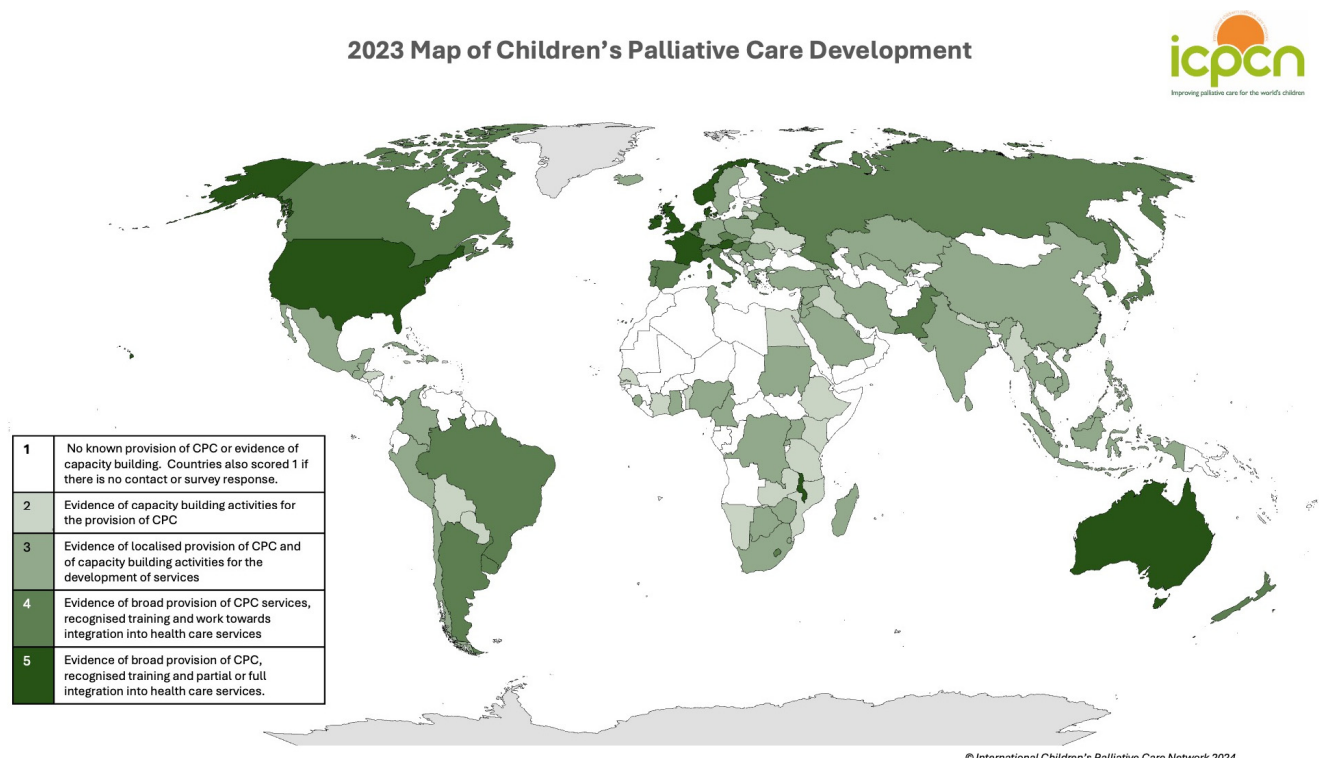 2023 Map of Children's Palliative Care Development
icpcn
Improving palliative care for the world's children
1
No known provision of CPC or evidence of
capacity building. Countries also scored 1 if
there is no contact or survey response.
2
Evidence of capacity building activities for
the provision of CPC
3
Evidence of localised provision of CPC and
of capacity building activities for the
development of services
4
Evidence of broad provision of CPC services,
recognised training and work towards
integration into health care services
5
Evidence of broad provision of CPC,
recognised training and partial or full
integration into health care services.
© International Children's Palliative Care Network 2024